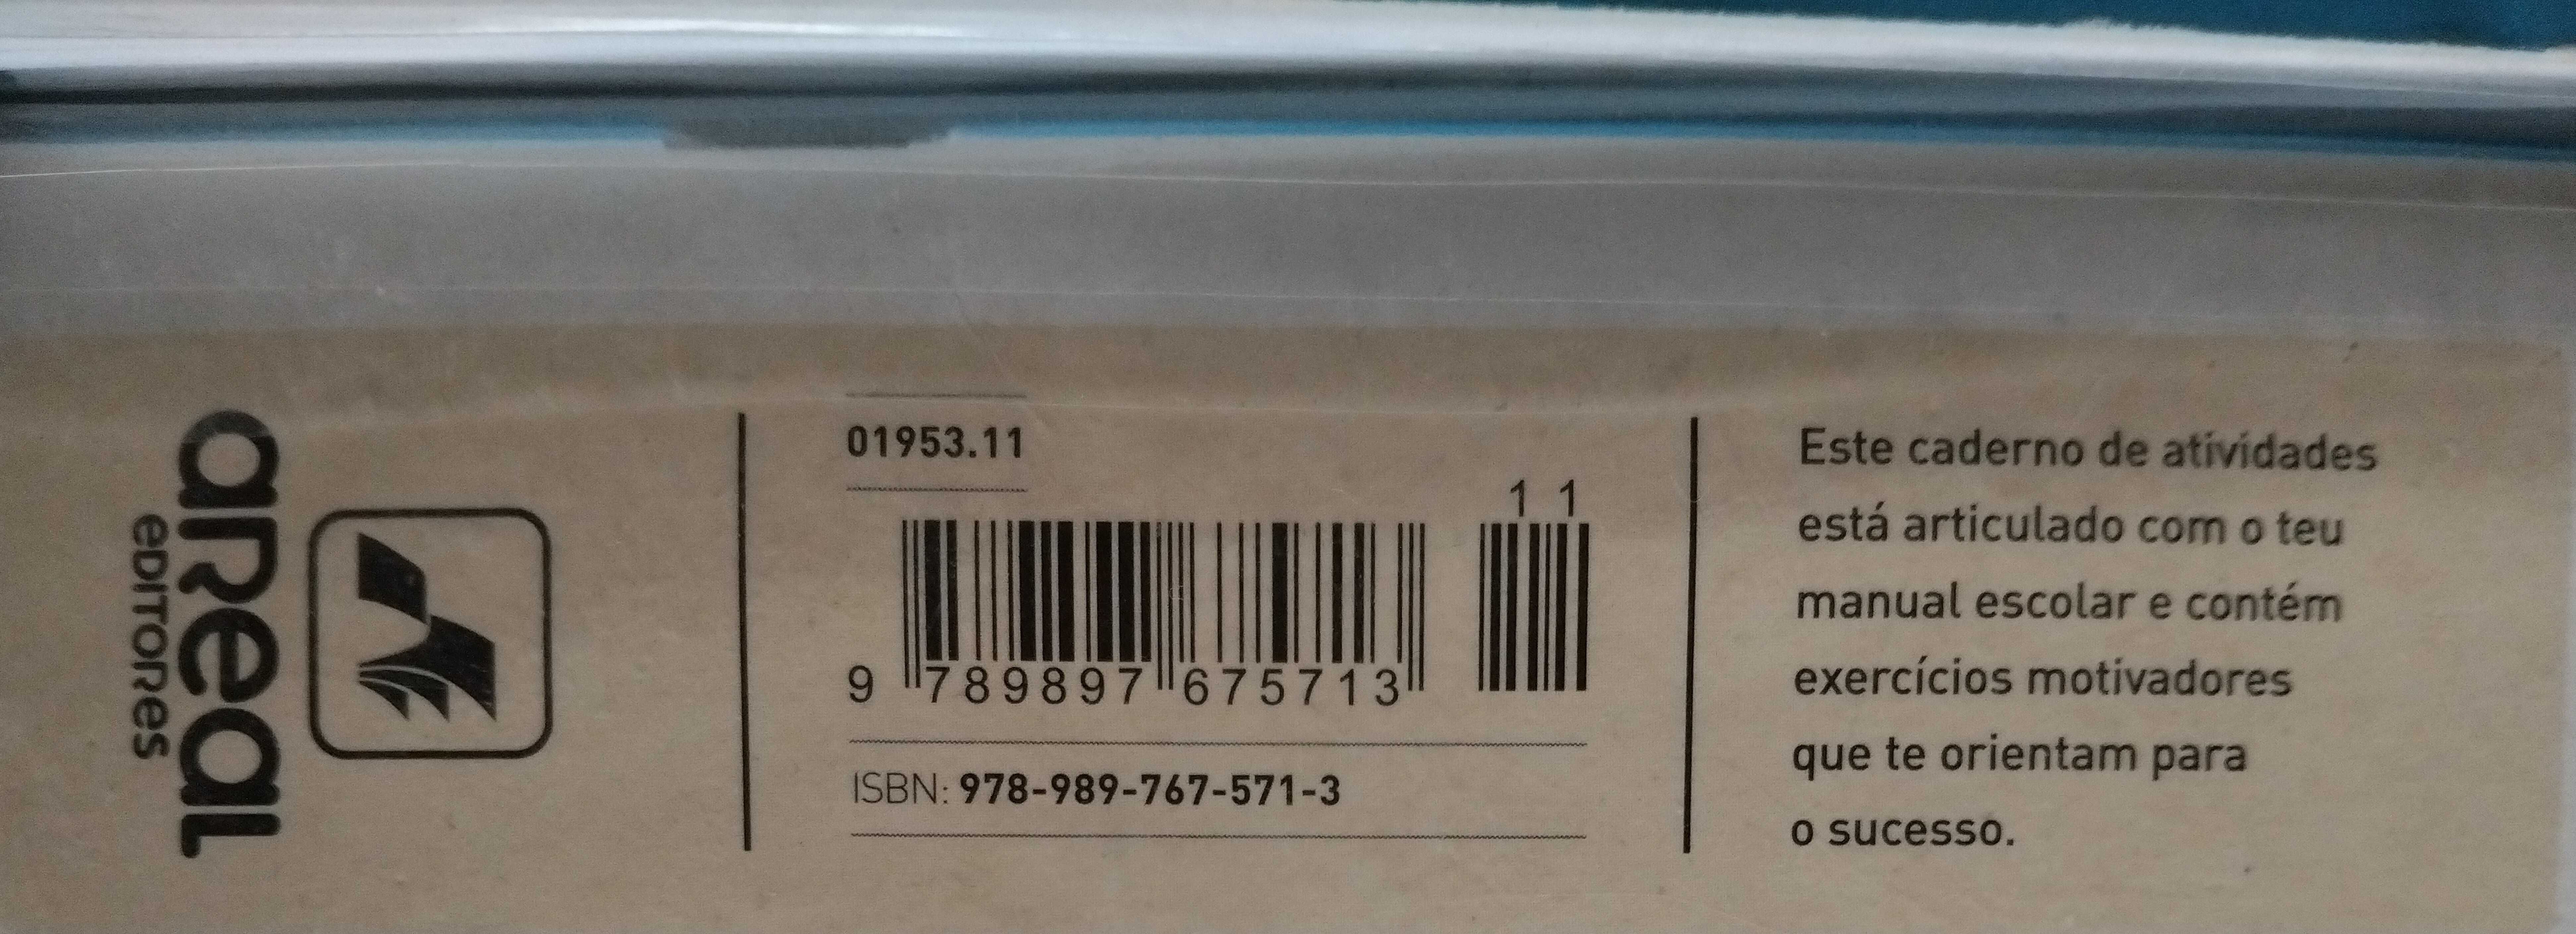 aReaL
eDITORes
01953.11
1 1
9 789897 675713
ISBN: 978-989-767-571-3
Este caderno de atividades
está articulado com o teu
manual escolar e contém
exercícios motivadores
que te orientam para
o sucesso.